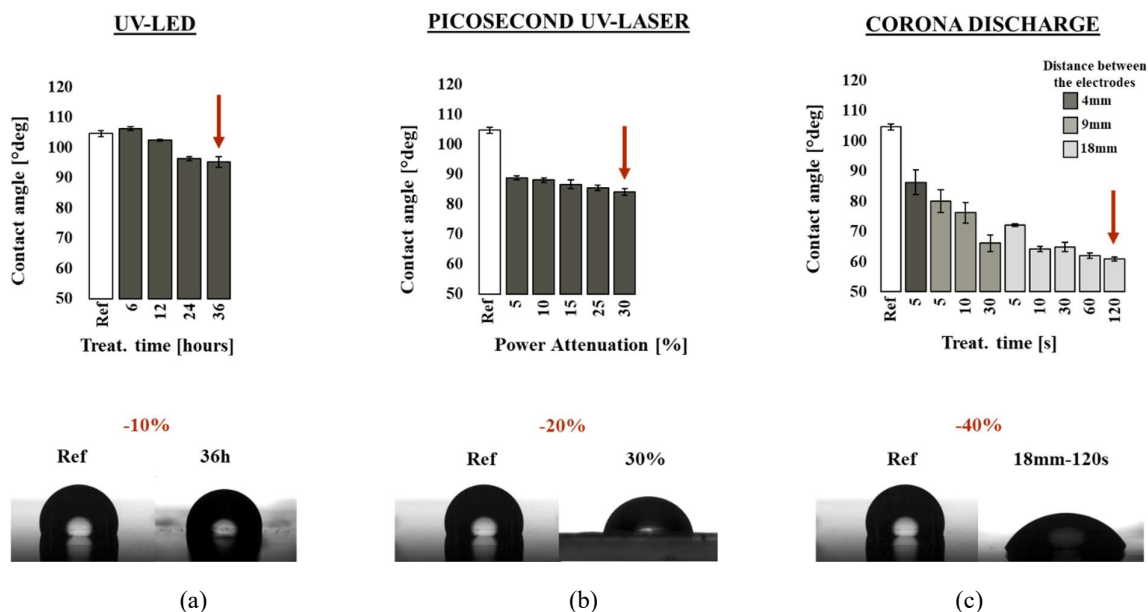 UV-LED
PICOSECOND UV-LASER
CORONA DISCHARGE
120
110
100
90
80
70
60
50
Contact angle [°deg]
Ref
6
12
24
36
Treat. time [hours]
120
110
100
90
80
70
60
50
Contact angle [°deg]
Ref
5
10
15
25
30
Power Attenuation [%]
Distance between
the electrodes
4mm
9mm
18mm
120
110
100
90
80
70
60
50
Contact angle [°deg]
Ref
5
5
10
30
5
10
30
60
120
Treat. time [s]
-10%
Ref
36h
-20%
Ref
30%
-40%
Ref
18mm-120s
(a)
(b)
(c)